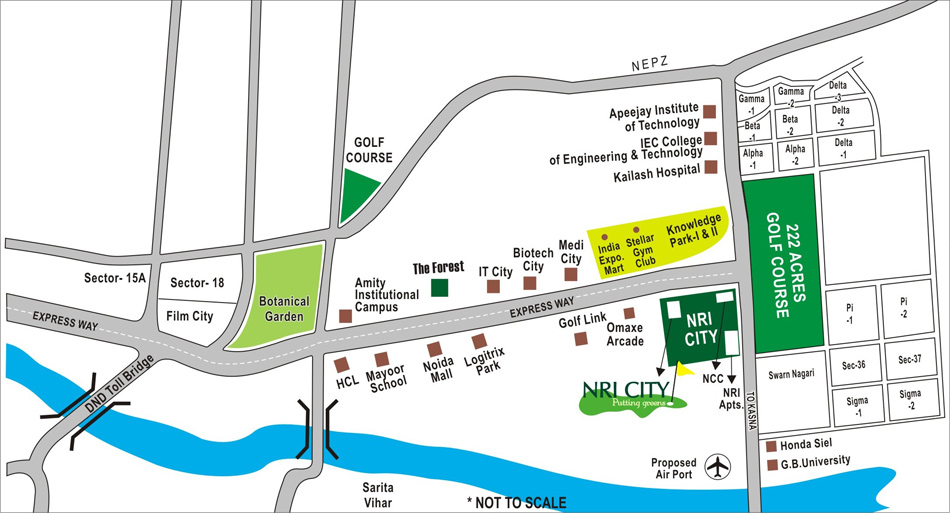 NEPZ
Gamma
-1
Gamma
-2
Delta
-3
Beta
-1
Beta
-2
Delta
-2
Alpha
-1
Alpha
-2
Delta
-1
Apeejay Institute
of Technology
IEC College
of Engineering & Technology
Kailash Hospital
GOLF
COURSE
222 ACRES
GOLF COURSE
Knowledge
Park-I & II
India
Expo.
Mart
Stellar
Gym
Club
Medi
City
Biotech
City
IT City
The Forest
Amity
Institutional
Campus
Botanical
Garden
Sector- 15A
Sector- 18
Film City
EXPRESS WAY
EXPRESS WAY
DND Toll Bridge
HCL
Mayoor
School
Noida
Mall
Logitrix
Park
Golf Link
Omaxe
Arcade
NRI
CITY
NCC
NRI
Apts.
NRI CITY
Putting greens
TO KASNA
Pi
-1
Pi
-2
Swarn Nagari
Sec-36
Sec-37
Sigma
-1
Sigma
-2
Honda Siel
G.B.University
Proposed
Air Port
Sarita
Vihar
* NOT TO SCALE